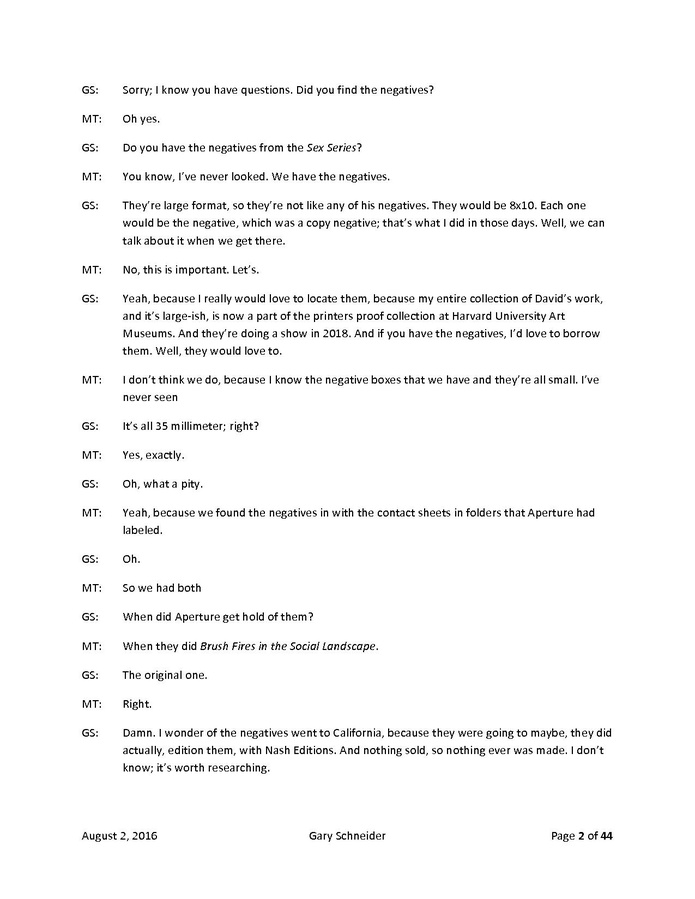 GS: Sorry; I know you have questions. Did you find the negatives?
MT: Oh yes.
GS: Do you have the negatives from the Sex Series?
MT: You know, I've never looked. We have the negatives.
GS: They're large format, so they're not like any of his negatives. They would be 8x10. Each one
would be the negative, which was a copy negative; that's what I did in those days. Well, we can
talk about it when we get there.
MT: No, this is important. Let's.
GS: Yeah, because I really would love to locate them, because my entire collection of David's work,
and it's large-ish, is now a part of the printers proof collection at Harvard University Art
Museums. And they're doing a show in 2018. And if you have the negatives, I'd love to borrow
them. Well, they would love to.
MT: I don't think we do, because I know the negative boxes that we have and they're all small. I've
never seen
GS: It's all 35 millimeter; right?
MT: Yes, exactly.
GS: Oh, what a pity.
MT: Yeah, because we found the negatives in with the contact sheets in folders that Aperture had
labeled.
GS: Oh.
MT: So we had both
GS: When did Aperture get hold of them?
MT: When they did Brush Fires in the Social Landscape.
GS: The original one.
MT: Right.
GS: Damn. I wonder of the negatives went to California, because they were going to maybe, they did
actually, edition them, with Nash Editions. And nothing sold, so nothing ever was made. I don't
know; it's worth researching.
August 2, 2016 Gary Schneider Page 2 of 44